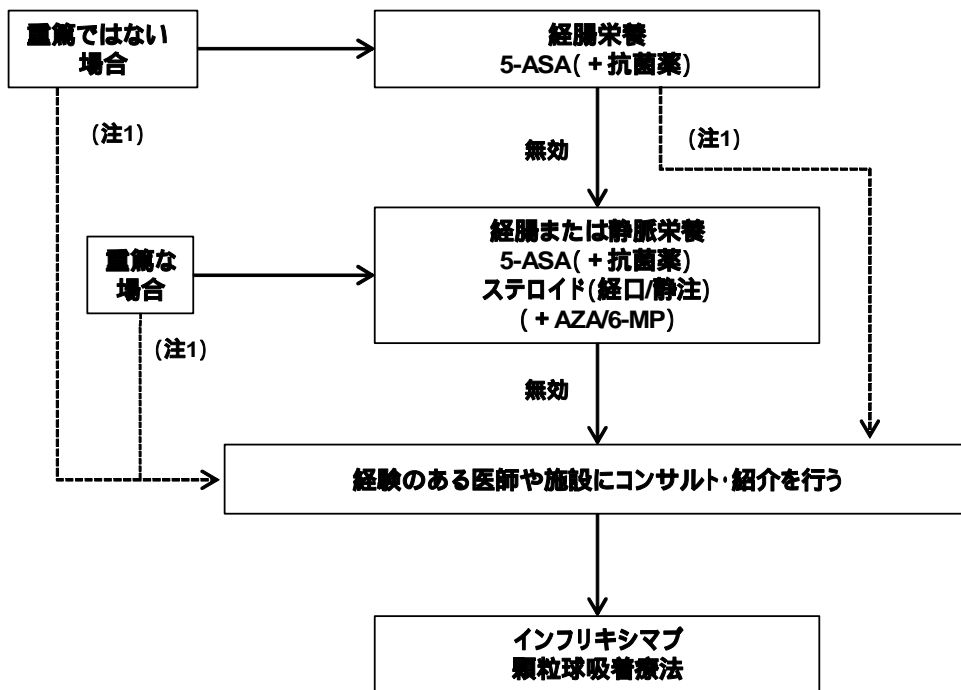 重篤ではない
場合
経腸栄養
5-ASA(+抗菌薬)
(注1)
無効
(注1)
重篤な
場合
経腸または静脈栄養
5-ASA(+抗菌薬)
ステロイド(経口/静注)
(+AZA/6-MP)
(注1)
無効
経験のある医師や施設にコンサルト・紹介を行う
インフリキシマブ
顆粒球吸着療法